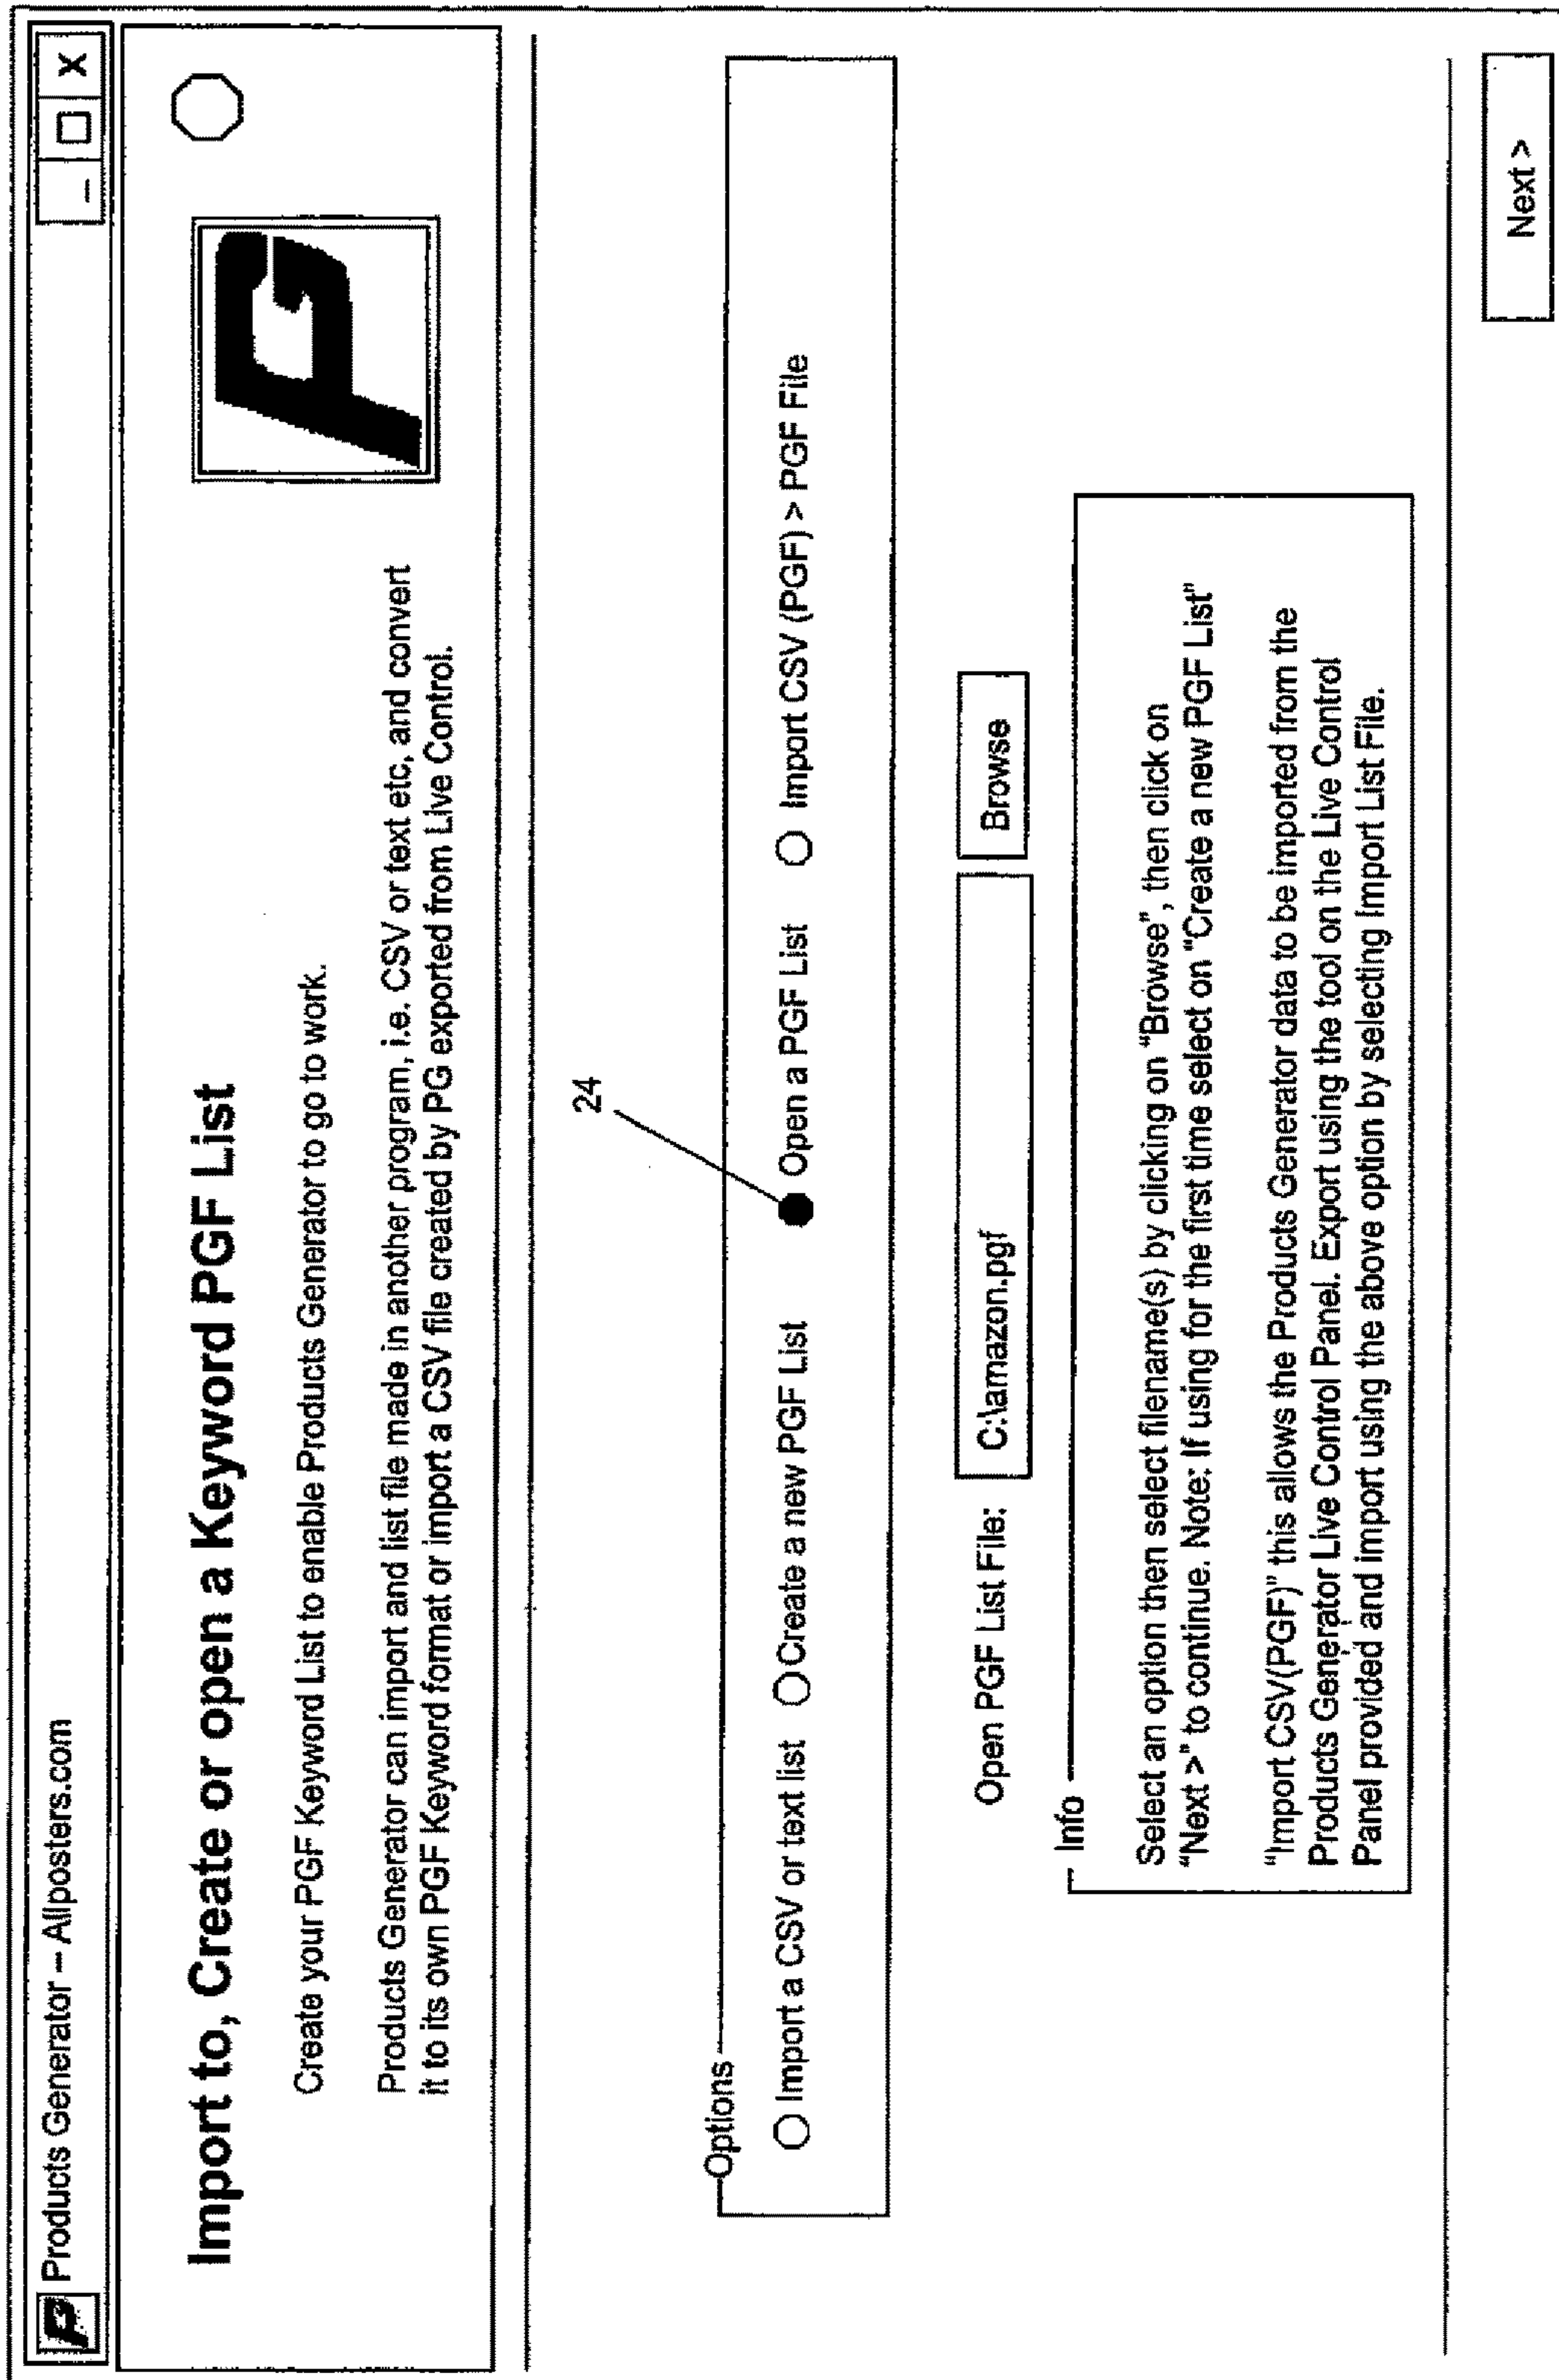 Products Generator – Allposters.com
_ □ X
Import to, Create or open a Keyword PGF List
Create your PGF Keyword List to enable Products Generator to go to work.
Products Generator can import and list file made in another program, i.e. CSV or text etc, and convert
it to its own PGF Keyword format or import a CSV file created by PG exported from Live Control.
PG
24
Options
Import a CSV or text list
Create a new PGF List
Open a PGF List
Import CSV (PGF) > PGF File
Open PGF List File:
C:\amazon.pgf
Browse
Info
Select an option then select filename(s) by clicking on "Browse", then click on
"Next >" to continue. Note: If using for the first time select on "Create a new PGF List"
"Import CSV(PGF)" this allows the Products Generator data to be imported from the
Products Generator Live Control Panel. Export using the tool on the Live Control
Panel provided and import using the above option by selecting Import List File.
Next >